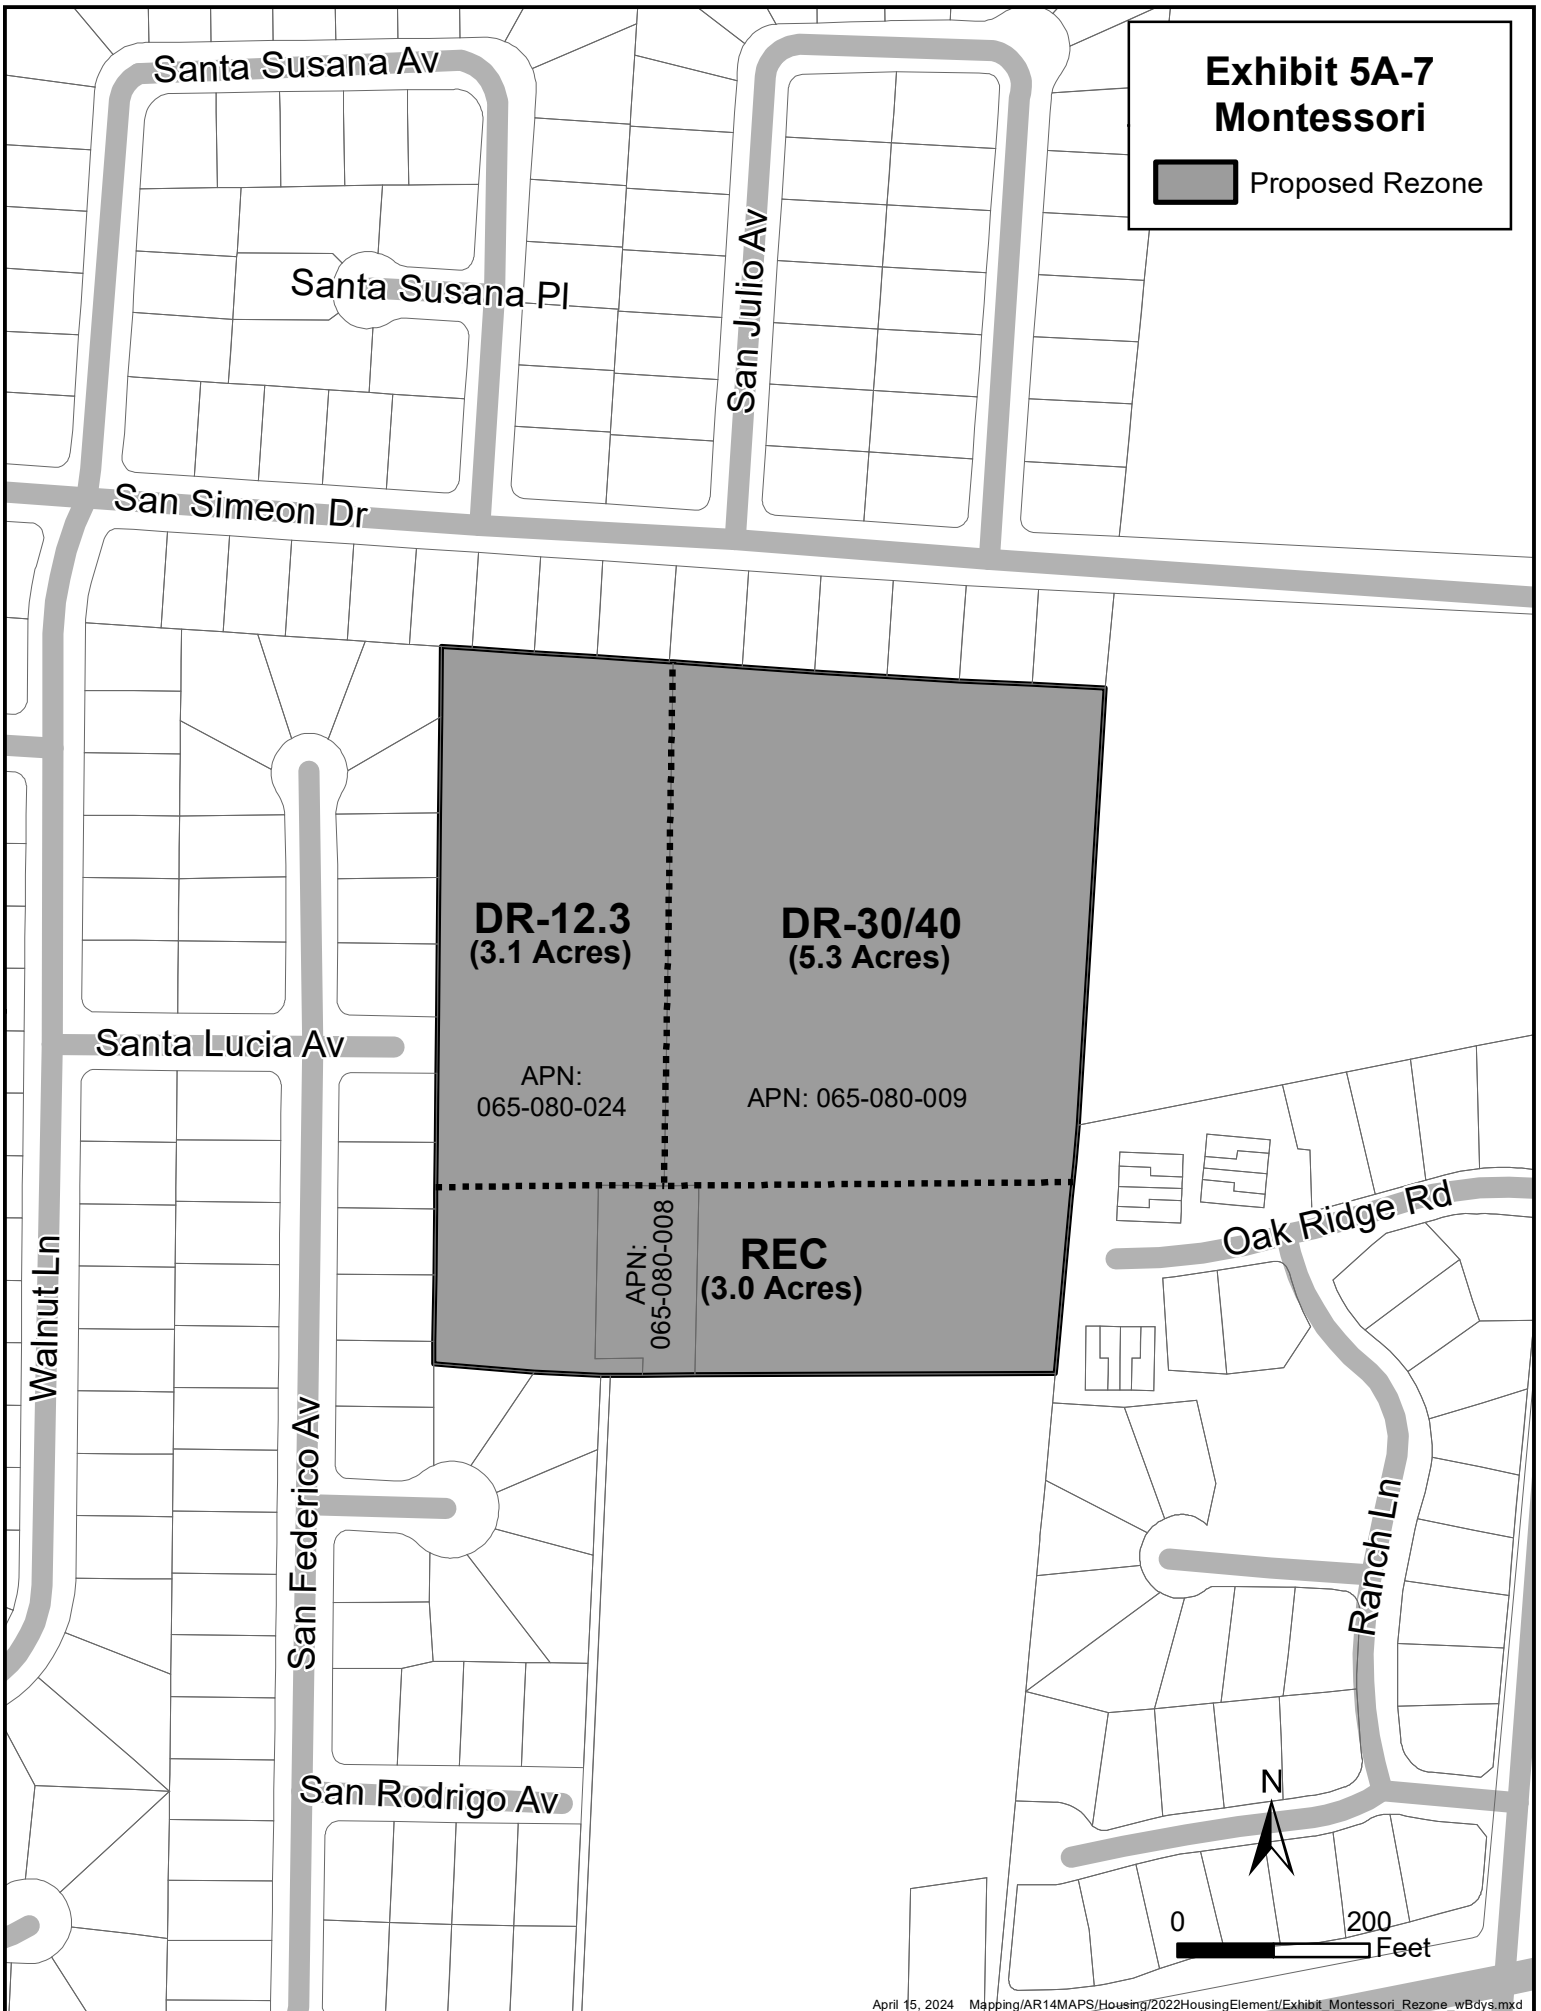 Exhibit 5A-7
Montessori
Proposed Rezone
Santa Susana Av
Santa Susana Pl
San Julio Av
San Simeon Dr
DR-12.3
(3.1 Acres)
DR-30/40
(5.3 Acres)
Santa Lucia Av
APN:
065-080-024
APN: 065-080-009
APN:
065-080-008
REC
(3.0 Acres)
Oak Ridge Rd
Walnut Ln
San Federico Av
Ranch Ln
San Rodrigo Av
N
0 200
Feet
April 15, 2024 Mapping/AR14MAPS/Housing/2022HousingElement/Exhibit_Montessori_Rezone_wBdys.mxd